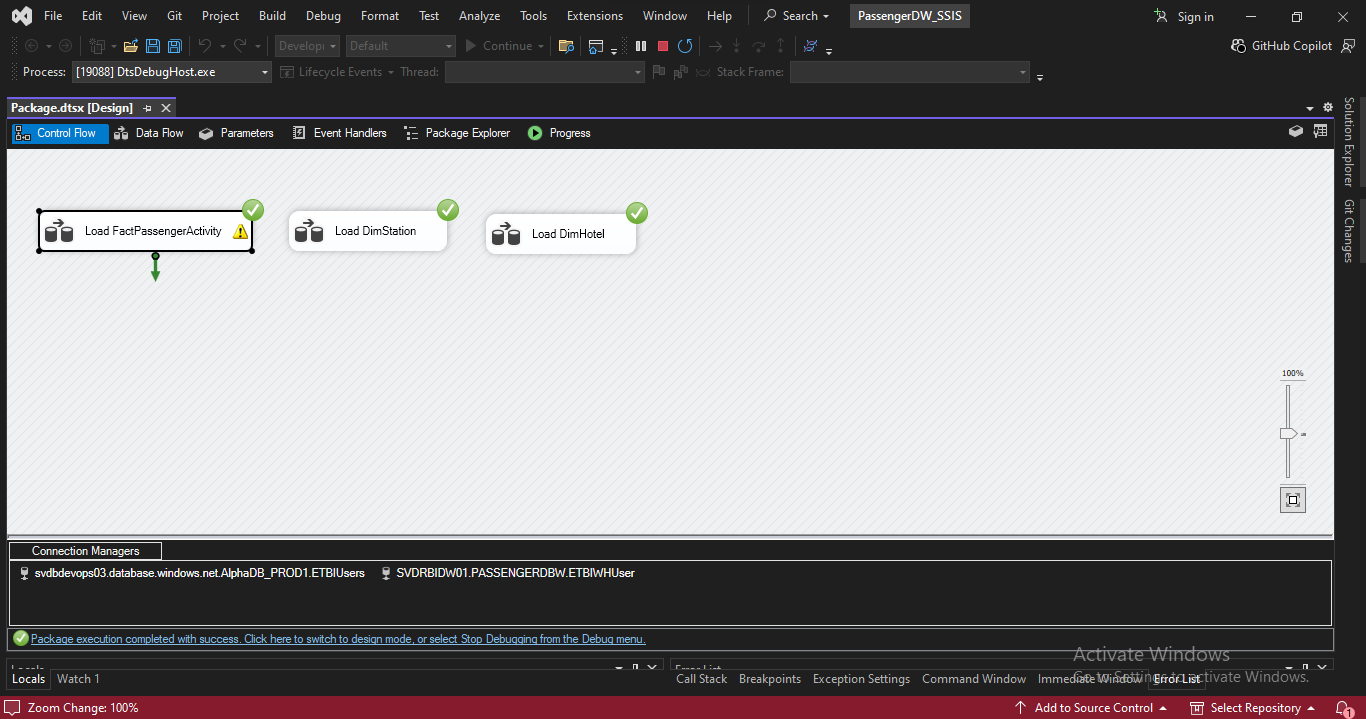 File Edit View Git Project Build Debug Format Test Analyze Tools Extensions Window Help Search PassengerDW_SSIS Sign in
Develop Default Continue GitHub Copilot
Process: [19088] DtsDebugHost.exe Lifecycle Events Thread: Stack Frame:
Package.dtsx [Design]
Control Flow Data Flow Parameters Event Handlers Package Explorer Progress
Solution Explorer
Git Changes
Load FactPassengerActivity Load DimStation Load DimHotel
100%
Connection Managers
svdbdevops03.database.windows.net.AlphaDB_PROD1.ETBIUsers SVDRBIDW01.PASSENGERDBW.ETBIWHUser
Package execution completed with success. Click here to switch to design mode, or select Stop Debugging from the Debug menu.
Activate Windows
Locals Error List
Locals Watch 1 Call Stack Breakpoints Exception Settings Command Window Immediate Window Error List
Go to Settings to activate Windows.
Zoom Change: 100% Add to Source Control Select Repository 1